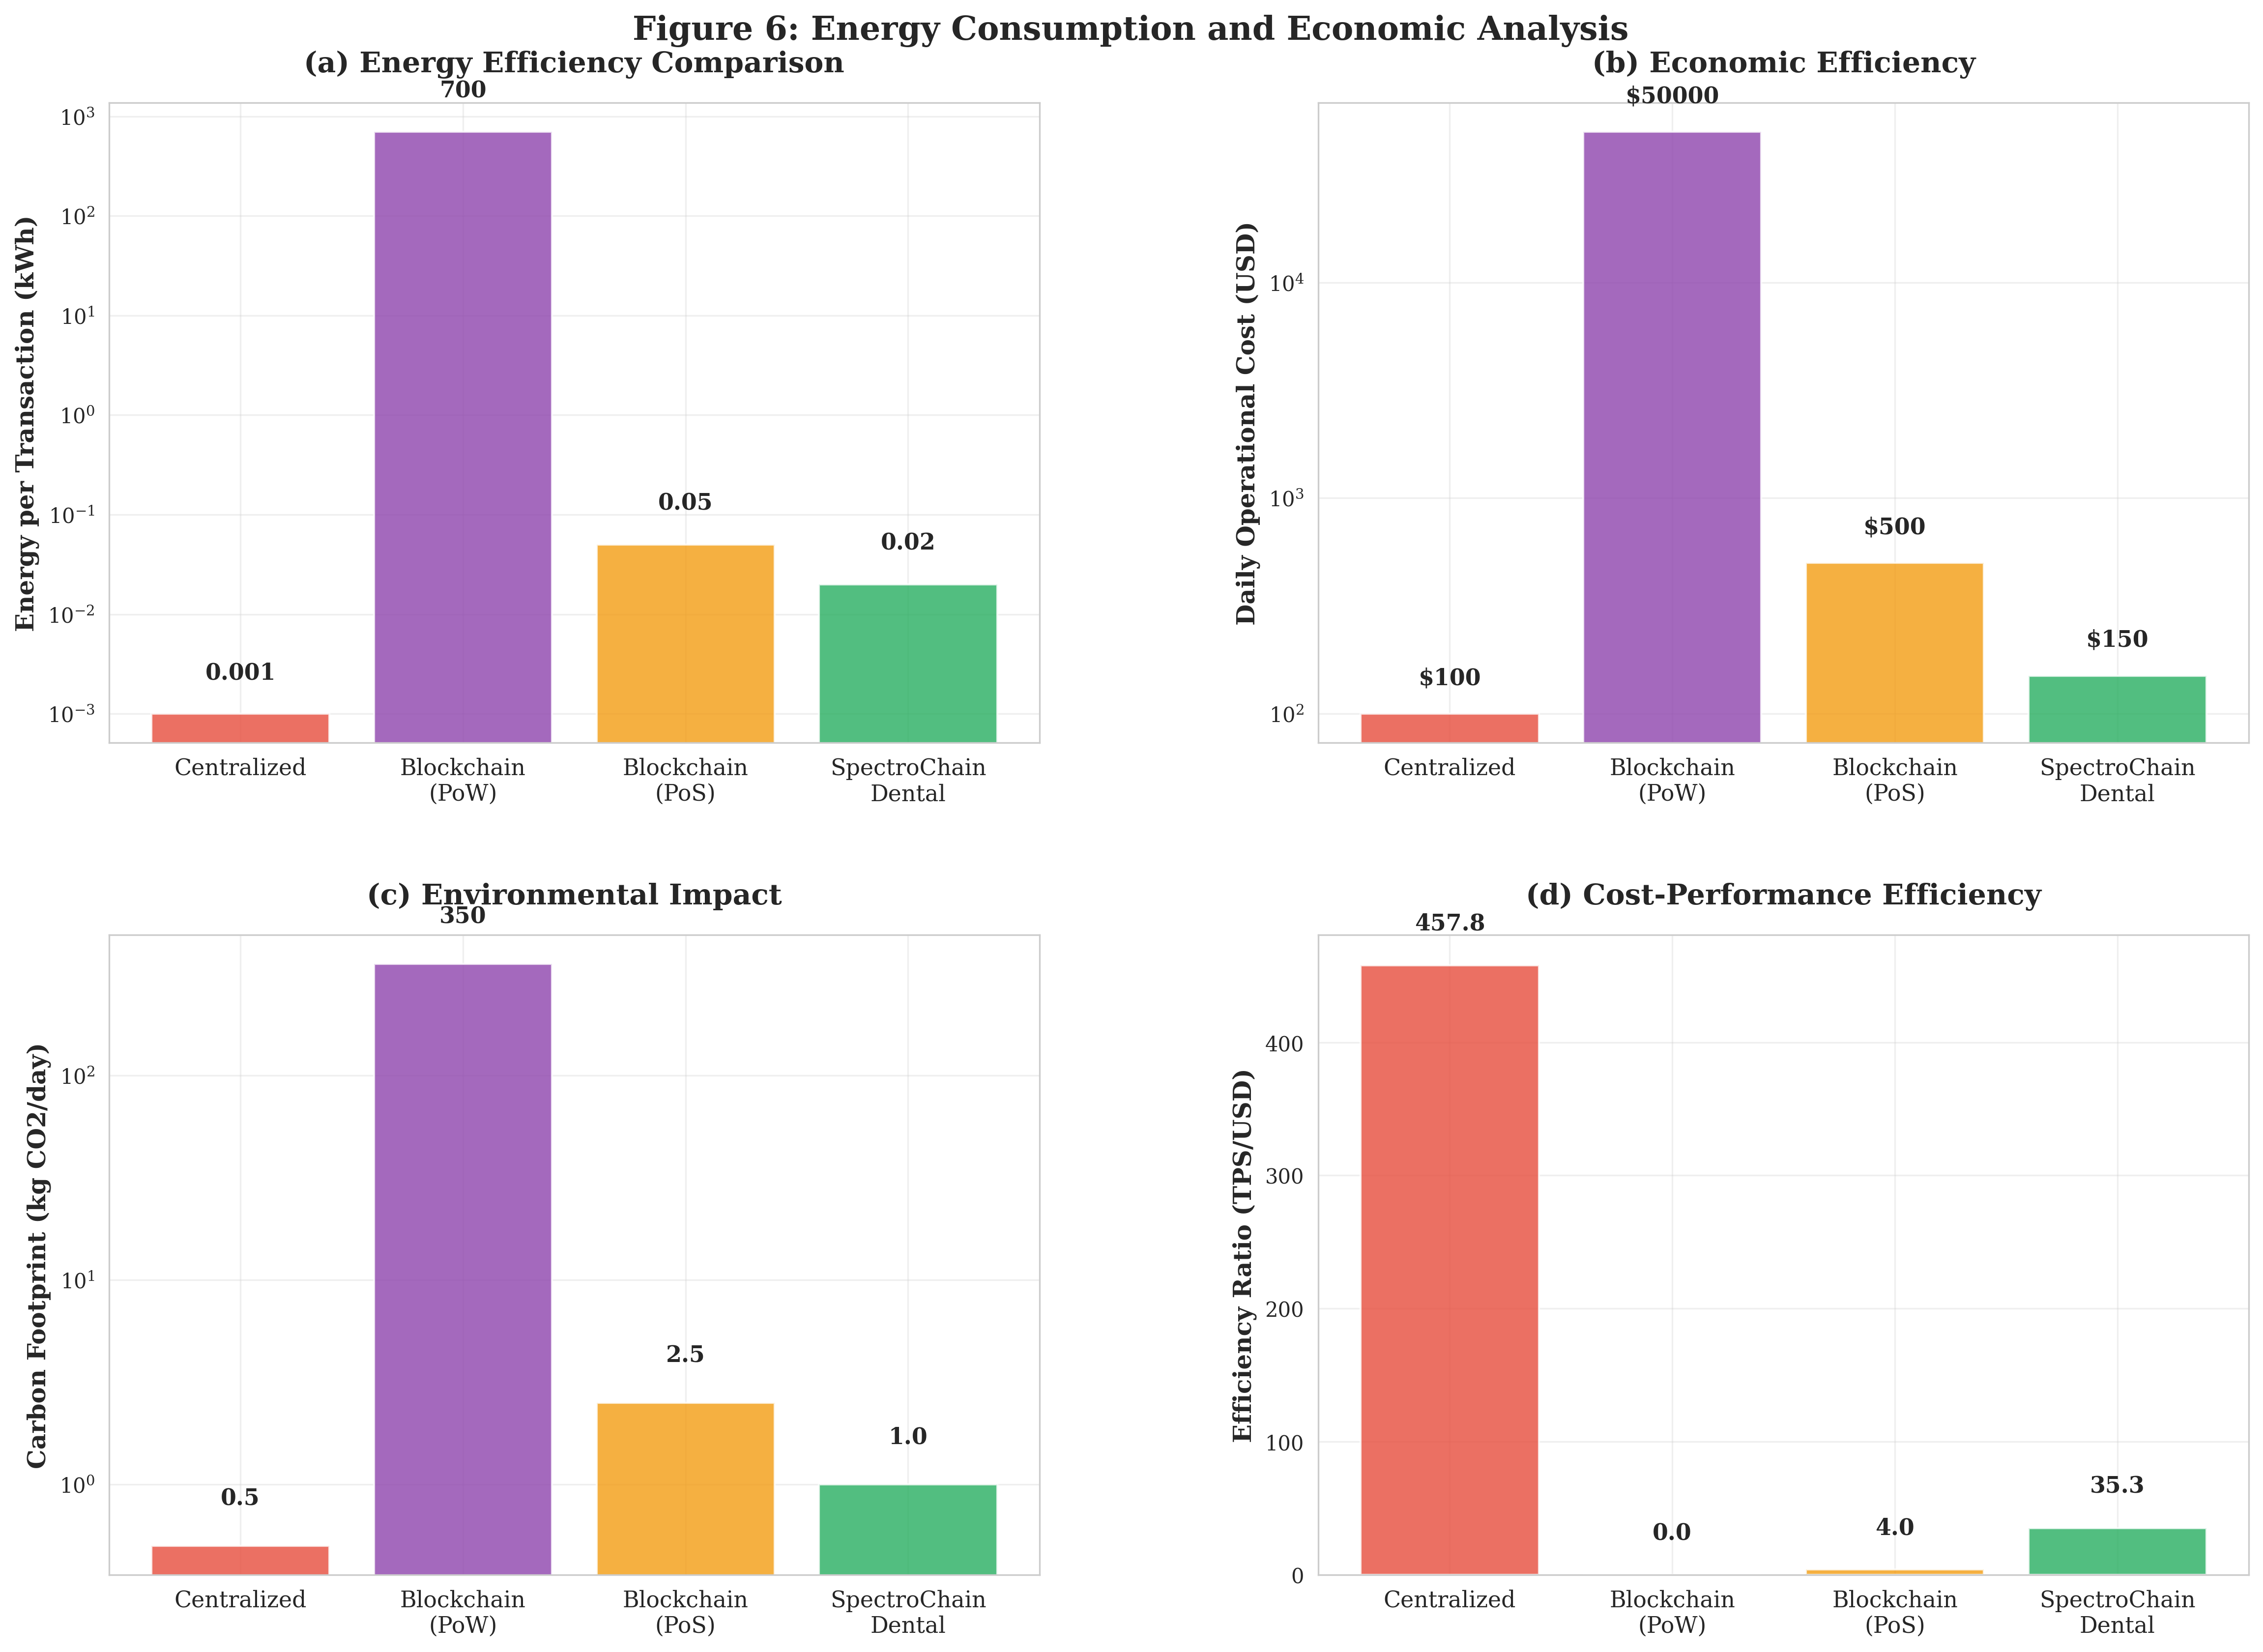 Figure 6: Energy Consumption and Economic Analysis
(a) Energy Efficiency Comparison
700
10³
10²
10¹
10⁰
10⁻¹
10⁻²
10⁻³
Energy per Transaction (kWh)
0.001
0.05
0.02
Centralized
Blockchain
(PoW)
Blockchain
(PoS)
SpectroChain
Dental
(b) Economic Efficiency
$50000
10⁴
10³
10²
Daily Operational Cost (USD)
$100
$500
$150
Centralized
Blockchain
(PoW)
Blockchain
(PoS)
SpectroChain
Dental
(c) Environmental Impact
350
10²
10¹
10⁰
Carbon Footprint (kg CO2/day)
0.5
2.5
1.0
Centralized
Blockchain
(PoW)
Blockchain
(PoS)
SpectroChain
Dental
(d) Cost-Performance Efficiency
457.8
400
300
200
100
0
Efficiency Ratio (TPS/USD)
0.0
4.0
35.3
Centralized
Blockchain
(PoW)
Blockchain
(PoS)
SpectroChain
Dental